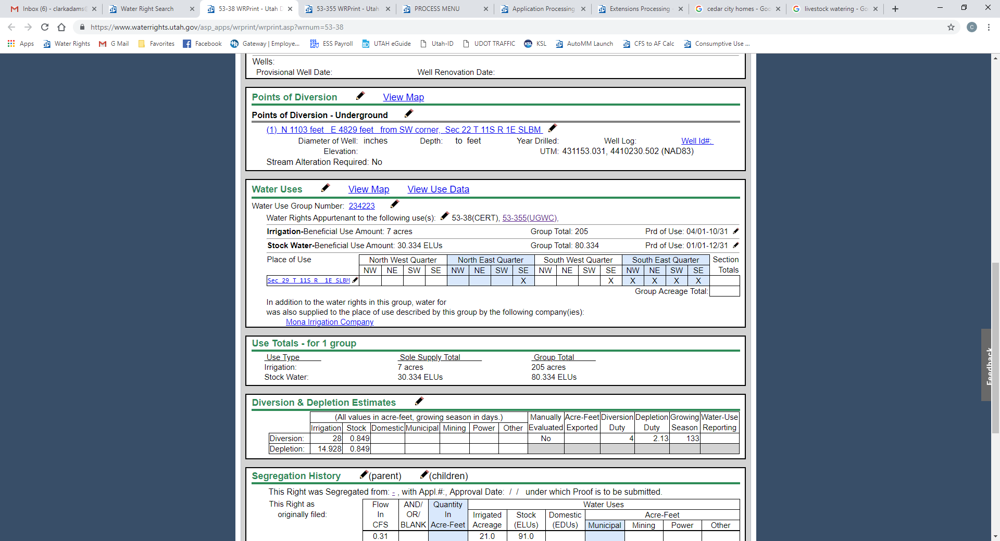 Inbox (6) - clarkadams@
Water Right Search
53-38 WRPrint - Utah D
53-355 WRPrint - Utah
PROCESS MENU
Application Processing
Extensions Processing -
cedar city homes - Goo
livestock watering - Go
https://www.waterrights.utah.gov/asp_apps/wrprint/wrprint.asp?wrnum=53-38
C
Apps Water Rights G Mail Favorites Facebook Gateway | Employe... ESS Payroll UTAH eGuide Utah-ID UDOT TRAFFIC KSL AutoMM Launch CFS to AF Calc Consumptive Use ...
Wells:
Provisional Well Date: Well Renovation Date:
Points of Diversion View Map
Points of Diversion - Underground
(1) N 1103 feet E 4829 feet from SW corner, Sec 22 T 11S R 1E SLBM
Diameter of Well: inches Depth: to feet Year Drilled: Well Log: Well Id#:
Elevation: UTM: 431153.031, 4410230.502 (NAD83)
Stream Alteration Required: No
Water Uses View Map View Use Data
Water Use Group Number: 234223
Water Rights Appurtenant to the following use(s): 53-38(CERT), 53-355(UGWC),
Irrigation-Beneficial Use Amount: 7 acres Group Total: 205 Prd of Use: 04/01-10/31
Stock Water-Beneficial Use Amount: 30.334 ELUs Group Total: 80.334 Prd of Use: 01/01-12/31
Place of Use North West Quarter North East Quarter South West Quarter South East Quarter Section
NW NE SW SE NW NE SW SE NW NE SW SE NW NE SW SE Totals
Sec 29 T 11S R 1E SLBM X X X X X X
Group Acreage Total:
In addition to the water rights in this group, water for
was also supplied to the place of use described by this group by the following company(ies):
Mona Irrigation Company
Use Totals - for 1 group
Use Type Sole Supply Total Group Total
Irrigation: 7 acres 205 acres
Stock Water: 30.334 ELUs 80.334 ELUs
Feedback
Diversion & Depletion Estimates
(All values in acre-feet, growing season in days.) Manually Acre-Feet Diversion Depletion Growing Water-Use
Irrigation Stock Domestic Municipal Mining Power Other Evaluated Exported Duty Duty Season Reporting
Diversion: 28 0.849 No 4 2.13 133
Depletion: 14.928 0.849
Segregation History (parent) (children)
This Right was Segregated from: - , with Appl.#:, Approval Date: / / under which Proof is to be submitted.
This Right as Flow AND/ Quantity Water Uses
originally filed: In OR/ In Irrigated Stock Domestic Acre-Feet
CFS BLANK Acre-Feet Acreage (ELUs) (EDUs) Municipal Mining Power Other
0.31 21.0 91.0